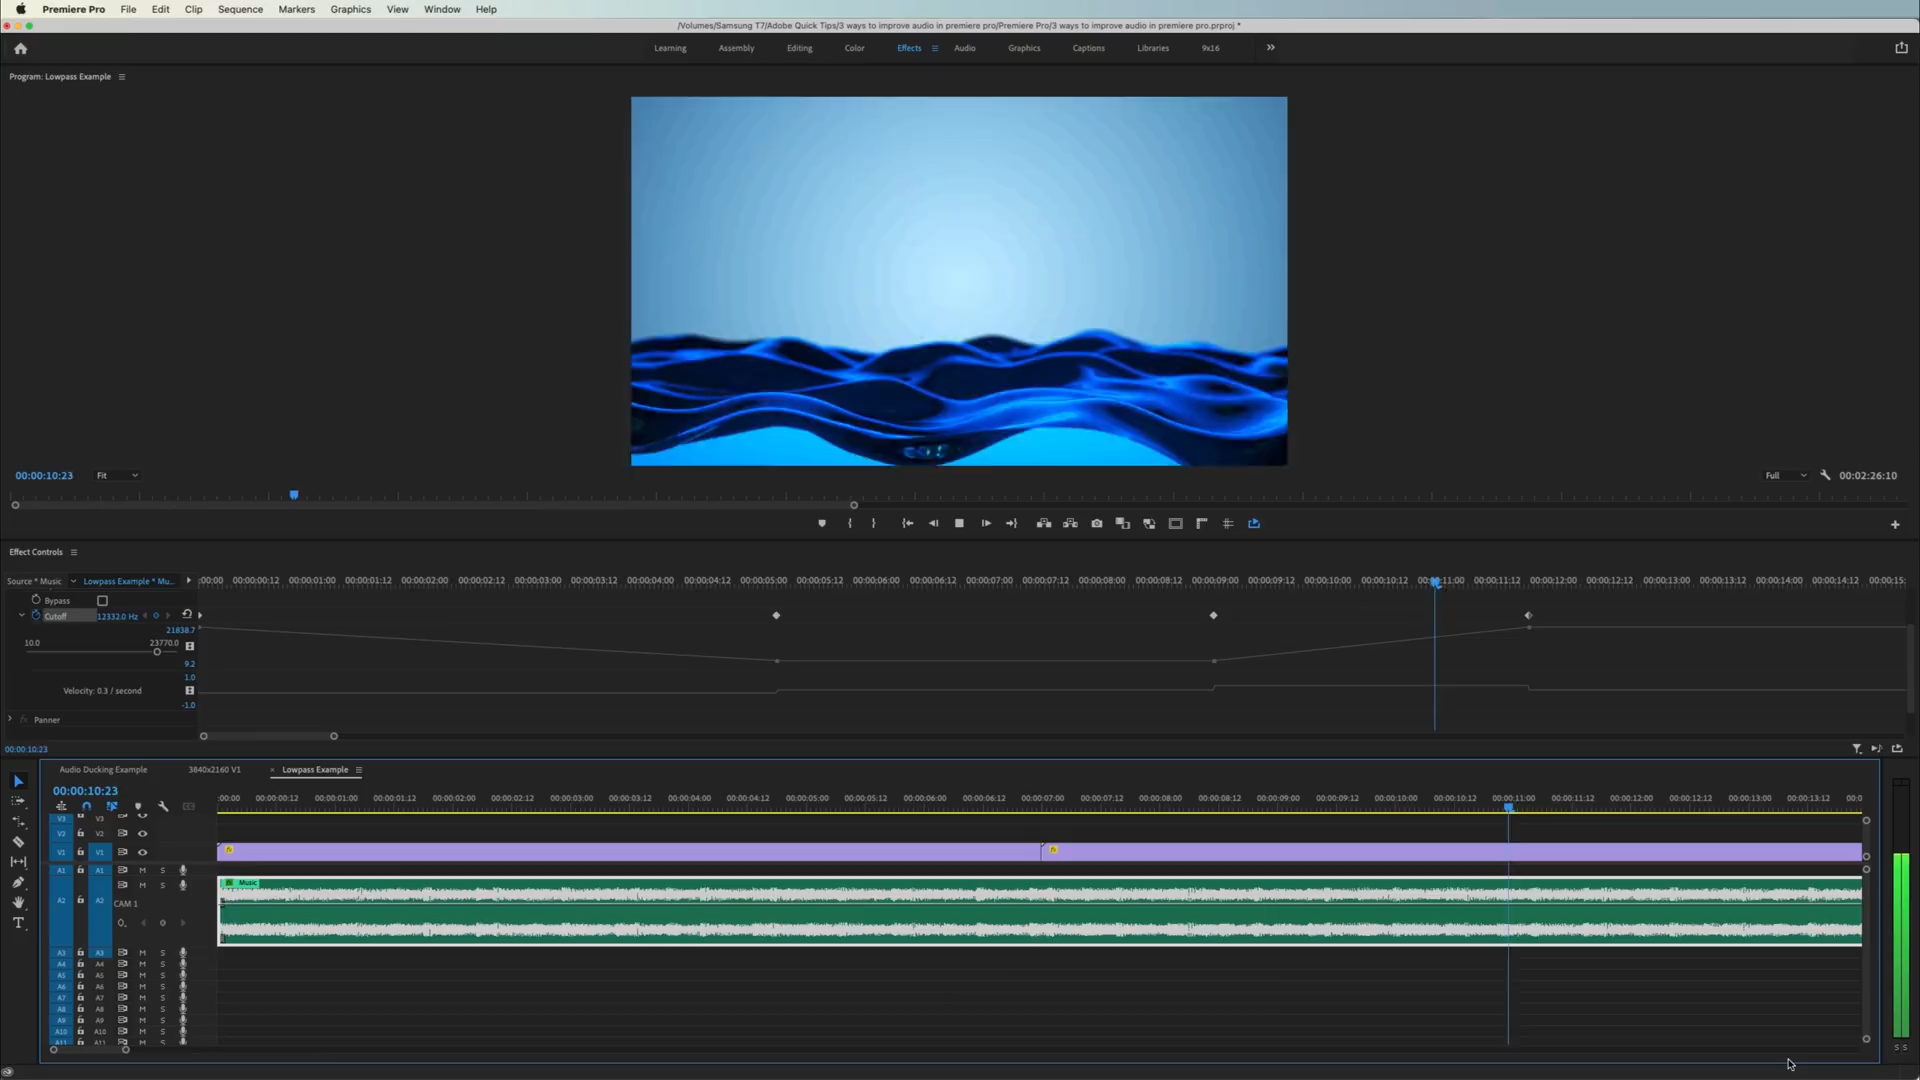 Premiere Pro File Edit Clip Sequence Markers Graphics View Window Help
/Volumes/Samsung T7/Adobe Quick Tips/3 ways to improve audio in premiere pro/Premiere Pro/3 ways to improve audio in premiere pro.prproj *
Learning Assembly Editing Color Effects Audio Graphics Captions Libraries 9x16
Program: Lowpass Example
00:00:10:23 Fit Full 00:02:26:10
Effect Controls
Source * Music Lowpass Example * Mu... :00:00 00:00:00:12 00:00:01:00 00:00:01:12 00:00:02:00 00:00:02:12 00:00:03:00 00:00:03:12 00:00:04:00 00:00:04:12 00:00:05:00 00:00:05:12 00:00:06:00 00:00:06:12 00:00:07:00 00:00:07:12 00:00:08:00 00:00:08:12 00:00:09:00 00:00:09:12 00:00:10:00 00:00:10:12 00:00:11:00 00:00:11:12 00:00:12:00 00:00:12:12 00:00:13:00 00:00:13:12 00:00:14:00 00:00:14:12 00:00:15:
Bypass
Cutoff 12332.0 Hz
21838.7
10.0 23770.0
9.2
1.0
Velocity: 0.3 / second
-1.0
fx Panner
00:00:10:23
Audio Ducking Example 3840x2160 V1 × Lowpass Example
00:00:10:23
:00:00 00:00:00:12 00:00:01:00 00:00:01:12 00:00:02:00 00:00:02:12 00:00:03:00 00:00:03:12 00:00:04:00 00:00:04:12 00:00:05:00 00:00:05:12 00:00:06:00 00:00:06:12 00:00:07:00 00:00:07:12 00:00:08:00 00:00:08:12 00:00:09:00 00:00:09:12 00:00:10:00 00:00:10:12 00:00:11:00 00:00:11:12 00:00:12:00 00:00:12:12 00:00:13:00 00:00:13:12 00:0
V3 V3
V2 V2
V1 V1 fx fx
A1 A1 M S
M S fx Music
A2 A2 CAM 1
A3 A3 M S
A4 A4 M S
A5 A5 M S
A6 A6 M S
A7 A7 M S
A8 A8 M S
A9 A9 M S
A10 A10 M S
A11 A11 M S
S S